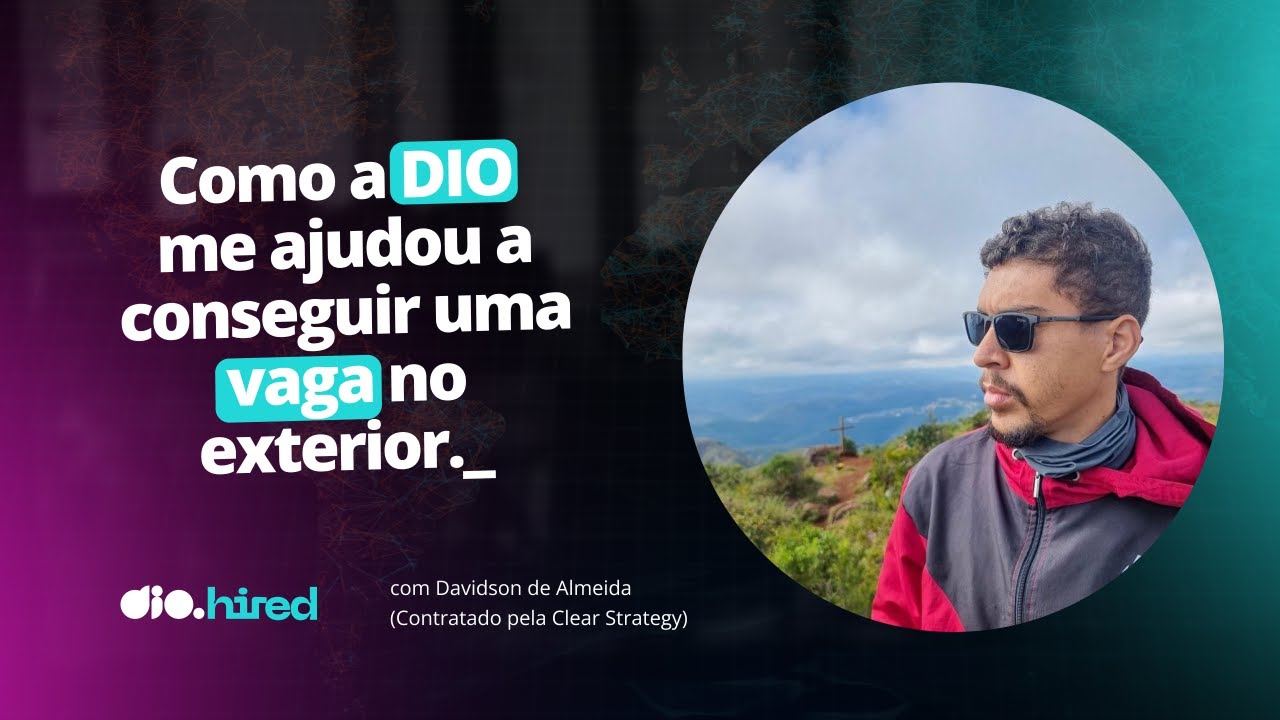 Como a DIO
me ajudou a
conseguir uma
vaga no
exterior._
dio.hired
com Davidson de Almeida
(Contratado pela Clear Strategy)